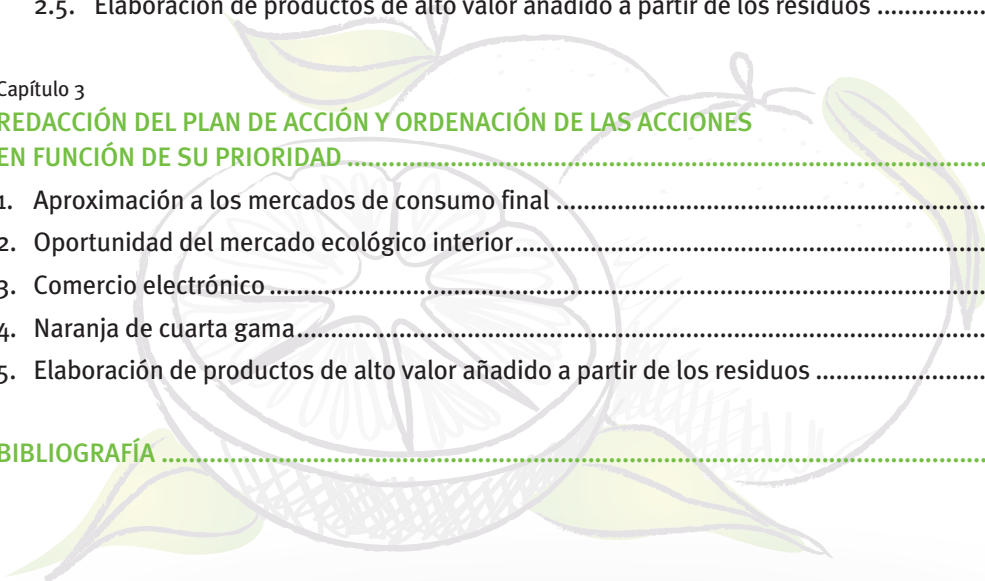 2.5. Elaboración de productos de alto valor añadido a partir de los residuos ................
Capítulo 3
REDACCIÓN DEL PLAN DE ACCIÓN Y ORDENACIÓN DE LAS ACCIONES
EN FUNCIÓN DE SU PRIORIDAD ................................................................................
1. Aproximación a los mercados de consumo final ......................................................
2. Oportunidad del mercado ecológico interior...........................................................
3. Comercio electrónico...........................................................................................
4. Naranja de cuarta gama.......................................................................................
5. Elaboración de productos de alto valor añadido a partir de los residuos .....................
BIBLIOGRAFÍA .......................................................................................................